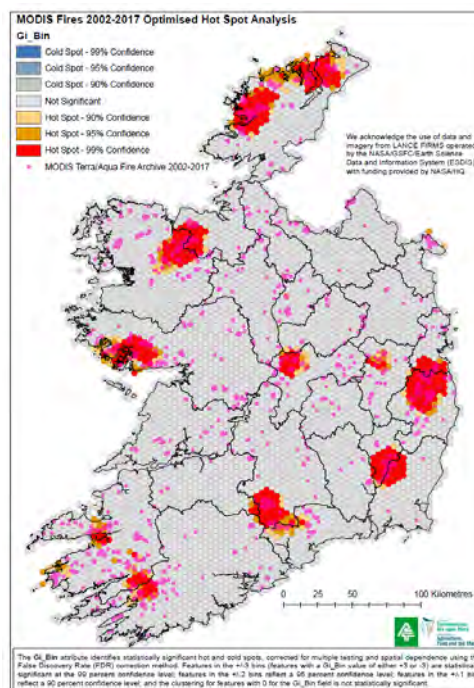 MODIS Fires 2002-2017 Optimised Hot Spot Analysis
Gi_Bin
Cold Spot - 99% Confidence
Cold Spot - 95% Confidence
Cold Spot - 90% Confidence
Not Significant
Hot Spot - 90% Confidence
Hot Spot - 95% Confidence
Hot Spot - 99% Confidence
MODIS Terra/Aqua Fire Archive 2002-2017
We acknowledge the use of data and
imagery from LANCE FIRMS operated
by the NASA/GSFC/Earth Science
Data and Information System (ESDIS)
with funding provided by NASA/HQ
0 25 50 100 Kilometres
The Gi_Bin attribute identifies statistically significant hot and cold spots, corrected for multiple testing and spatial dependence using the
False Discovery Rate (FDR) correction method. Features in the +/-3 bins (features with a Gi_Bin value of either +3 or -3) are statistically
significant at the 99 percent confidence level; features in the +/-2 bins reflect a 95 percent confidence level; features in the +/-1
reflect a 90 percent confidence level; and the clustering for features with 0 for the Gi_Bin field is not statistically significant.